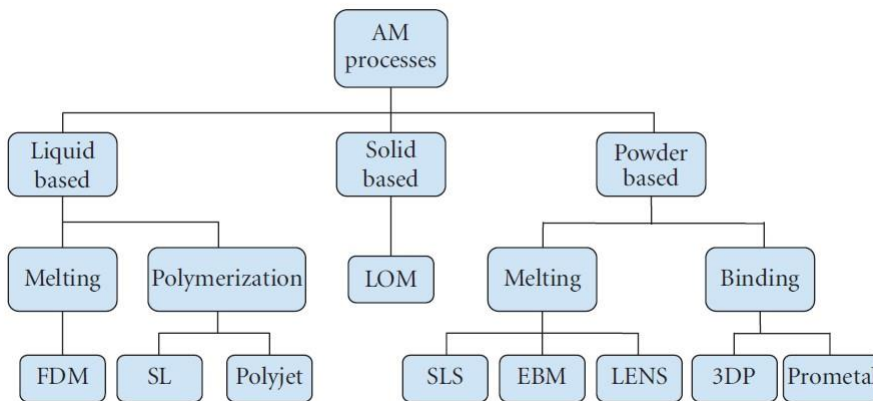 AM
processes
Liquid
based
Solid
based
Powder
based
Melting
Polymerization
LOM
Melting
Binding
FDM
SL
Polyjet
SLS
EBM
LENS
3DP
Prometal